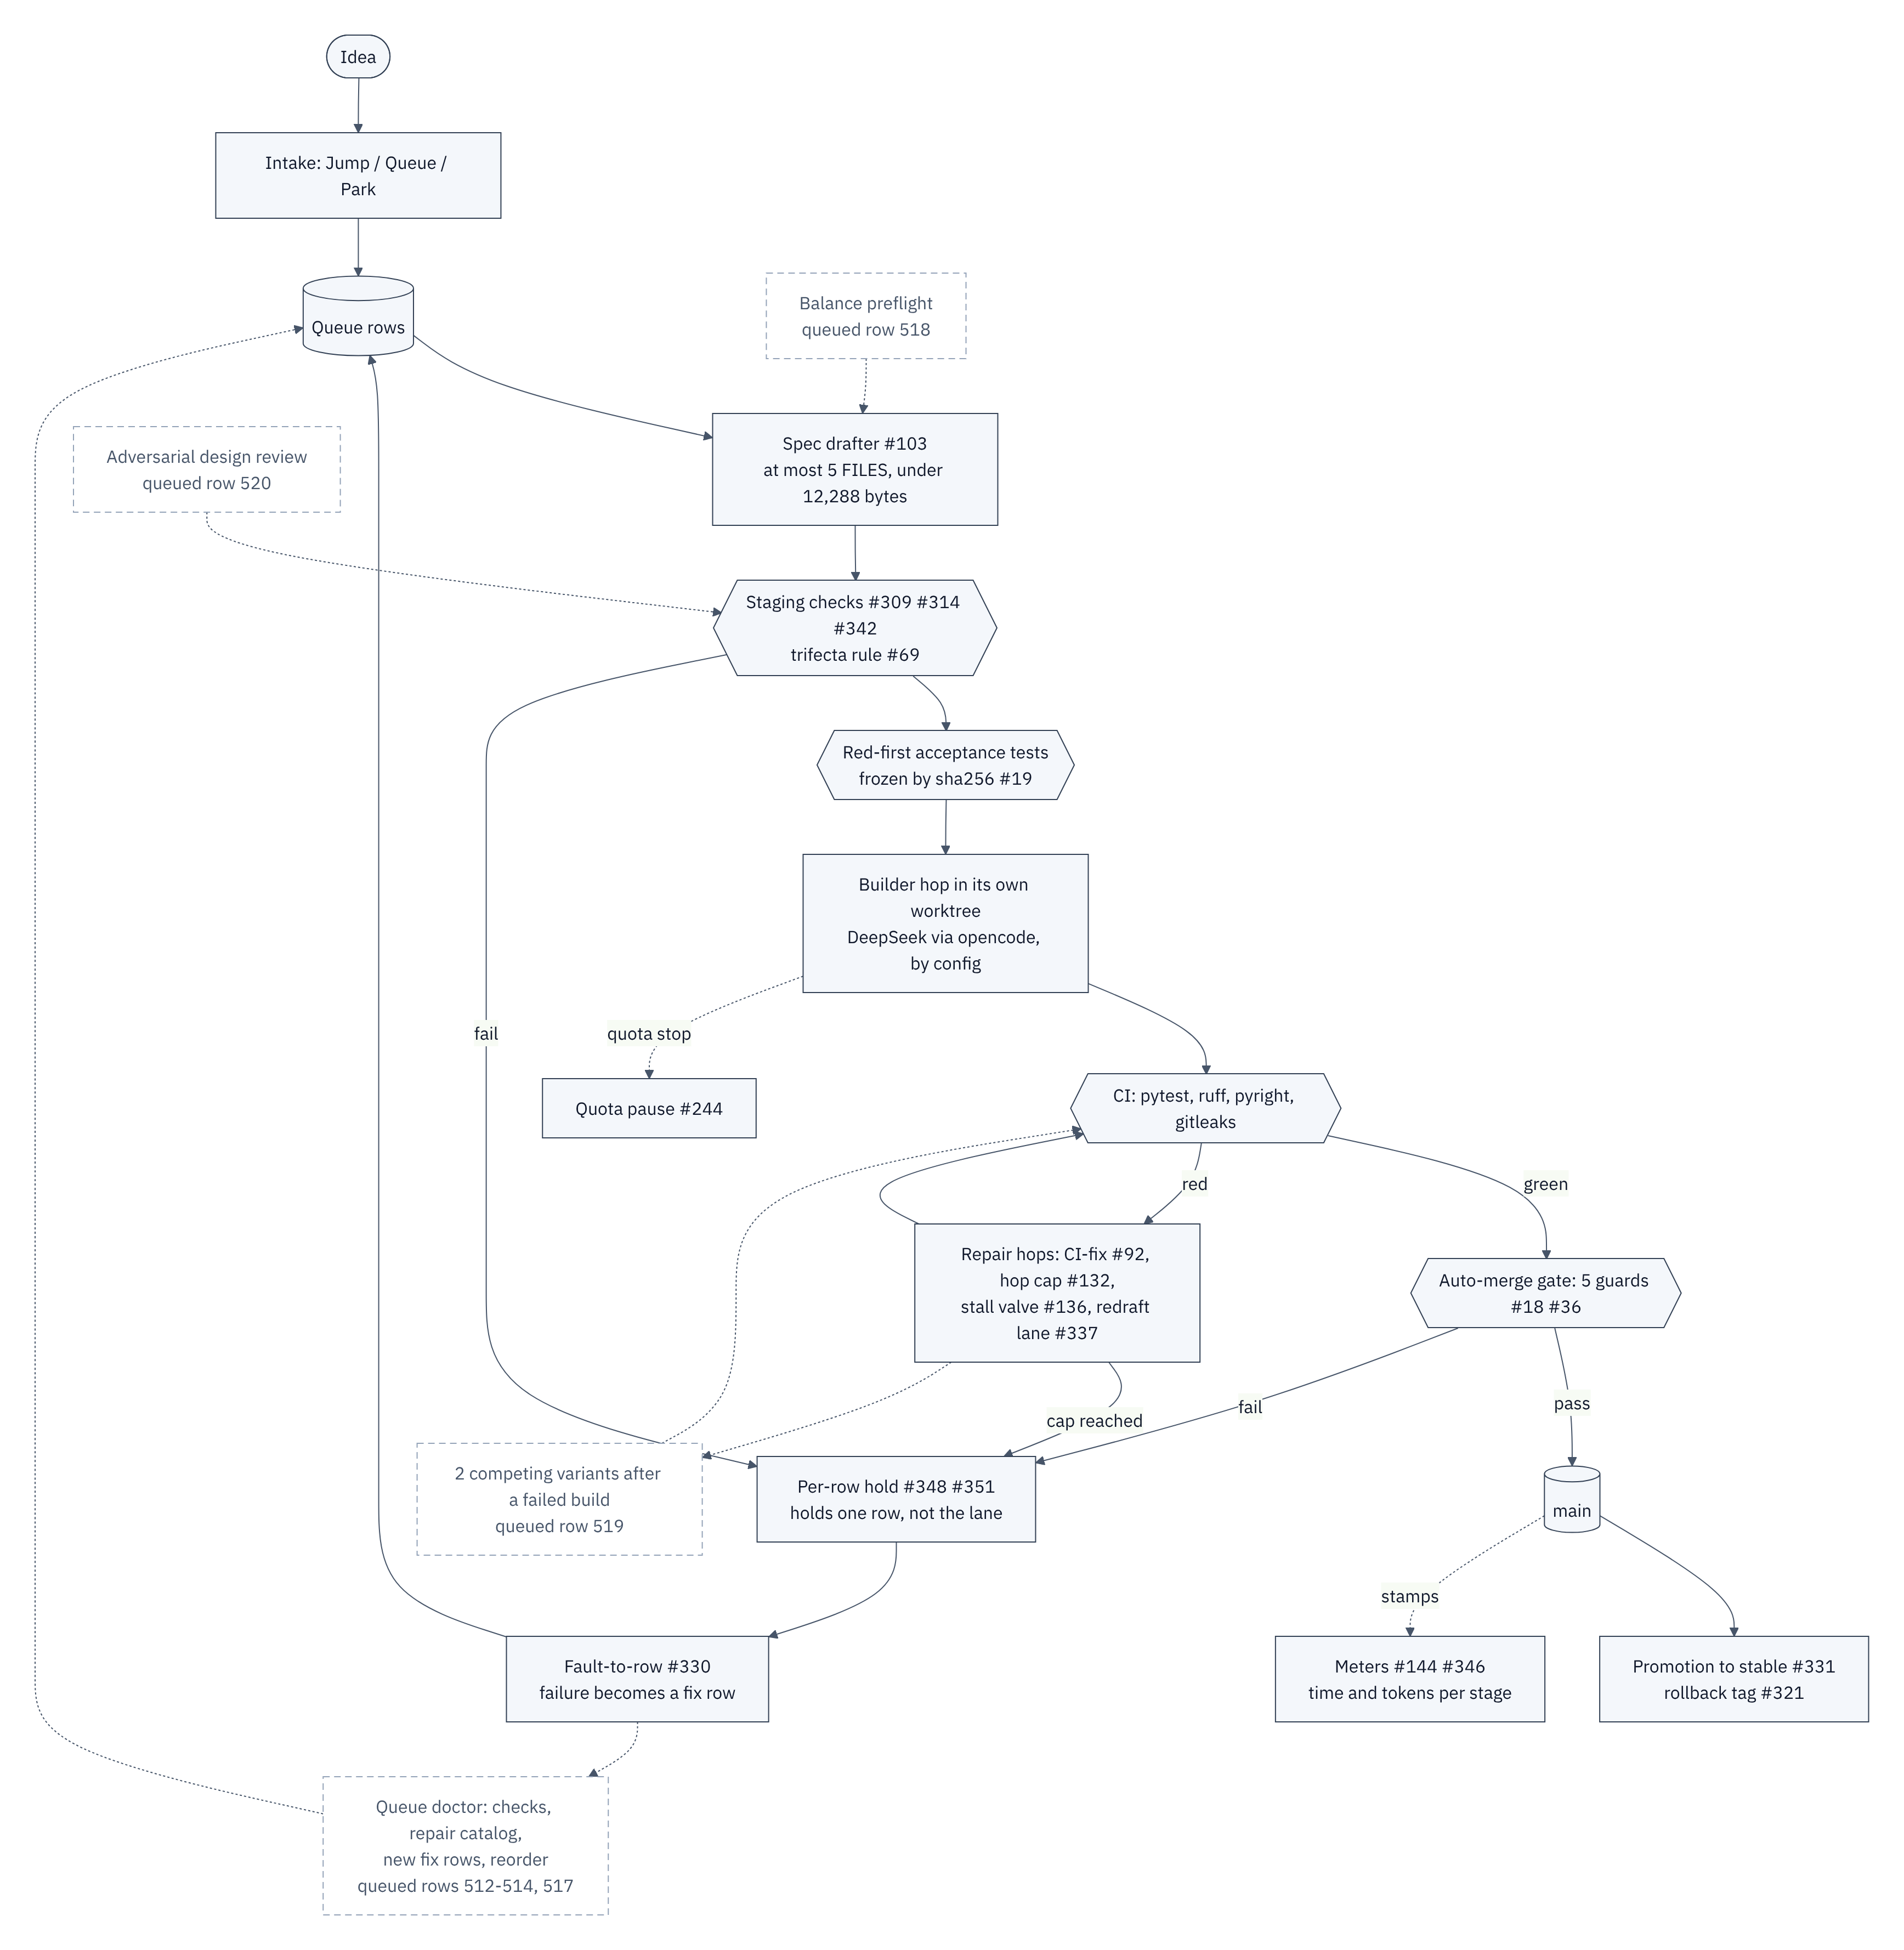 Idea
Intake: Jump / Queue /
Park
Queue rows
Balance preflight
queued row 518
Adversarial design review
queued row 520
Spec drafter #103
at most 5 FILES, under
12,288 bytes
Staging checks #309 #314
#342
trifecta rule #69
Red-first acceptance tests
frozen by sha256 #19
Builder hop in its own
worktree
DeepSeek via opencode,
by config
fail
quota stop
Quota pause #244
CI: pytest, ruff, pyright,
gitleaks
red
green
Repair hops: CI-fix #92,
hop cap #132,
stall valve #136, redraft
lane #337
Auto-merge gate: 5 guards
#18 #36
cap reached
fail
pass
2 competing variants after
a failed build
queued row 519
Per-row hold #348 #351
holds one row, not the lane
main
stamps
Fault-to-row #330
failure becomes a fix row
Meters #144 #346
time and tokens per stage
Promotion to stable #331
rollback tag #321
Queue doctor: checks,
repair catalog,
new fix rows, reorder
queued rows 512-514, 517